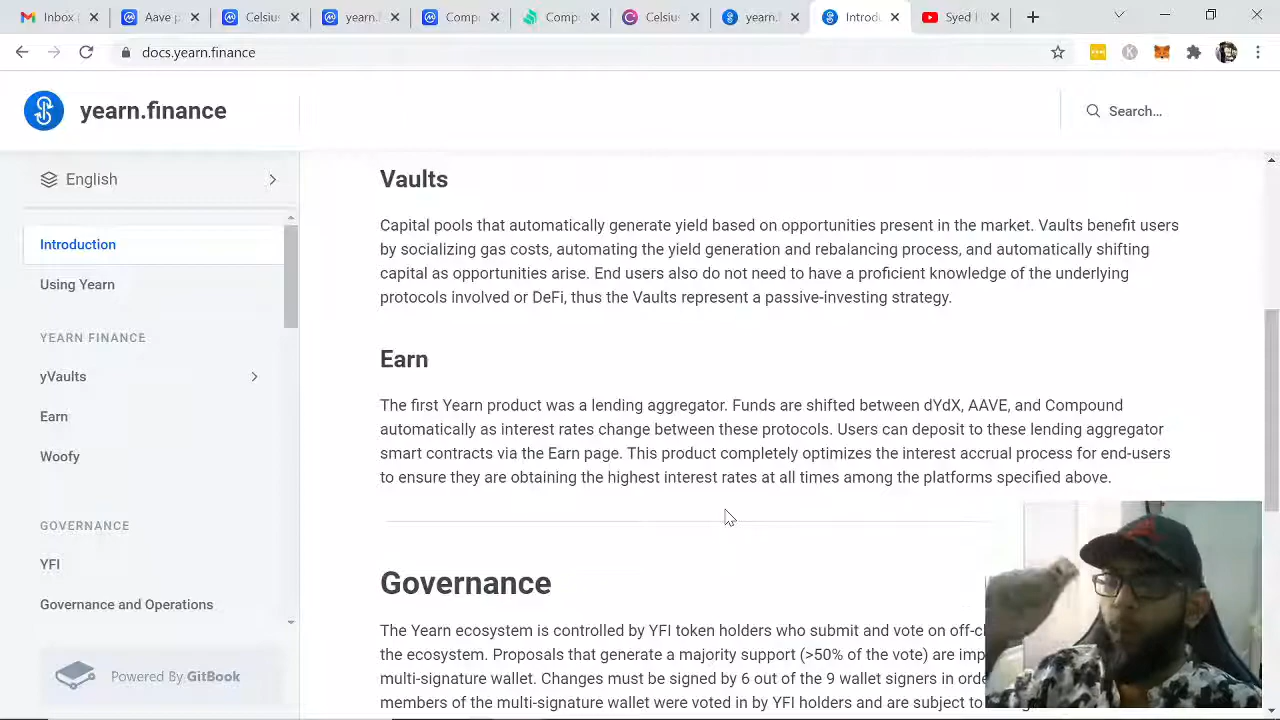 Aave p
Celsius
yearn.f
Comp
Comp
Celsius
yearn.
Introd
Syed I
docs.yearn.finance
yearn.finance
Search...
English
Introduction
Using Yearn
YEARN FINANCE
yVaults
Earn
Woofy
GOVERNANCE
YFI
Governance and Operations
Powered By GitBook
Vaults
Capital pools that automatically generate yield based on opportunities present in the market. Vaults benefit users
by socializing gas costs, automating the yield generation and rebalancing process, and automatically shifting
capital as opportunities arise. End users also do not need to have a proficient knowledge of the underlying
protocols involved or DeFi, thus the Vaults represent a passive-investing strategy.
Earn
The first Yearn product was a lending aggregator. Funds are shifted between dYdX, AAVE, and Compound
automatically as interest rates change between these protocols. Users can deposit to these lending aggregator
smart contracts via the Earn page. This product completely optimizes the interest accrual process for end-users
to ensure they are obtaining the highest interest rates at all times among the platforms specified above.
Governance
The Yearn ecosystem is controlled by YFI token holders who submit and vote on off-c
the ecosystem. Proposals that generate a majority support (>50% of the vote) are imp
multi-signature wallet. Changes must be signed by 6 out of the 9 wallet signers in orde
members of the multi-signature wallet were voted in by YFI holders and are subject to